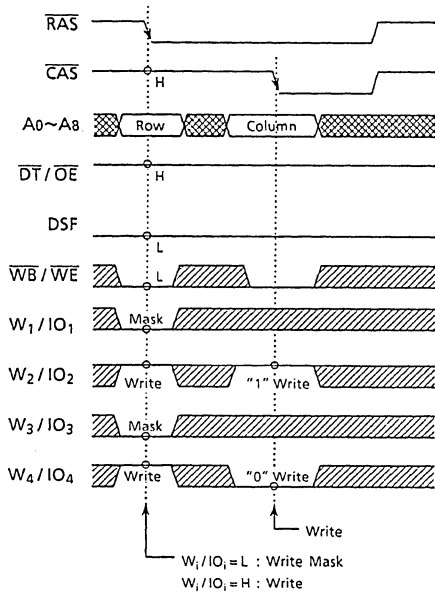 RAS
CAS
H
A0~A8 Row Column
DT / OE
H
DSF
L
WB / WE L
W1 / IO1 Mask
W2 / IO2
Write "1" Write
W3 / IO3 Mask
W4 / IO4 Write "0" Write
Write
Wi / IOi = L : Write Mask
Wi / IOi = H : Write